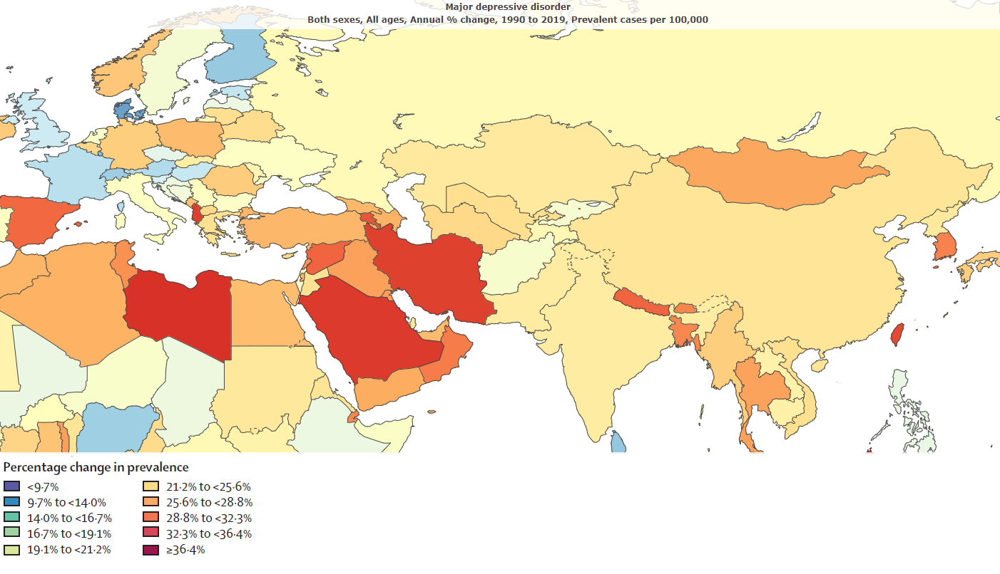 Major depressive disorder
Both sexes, All ages, Annual % change, 1990 to 2019, Prevalent cases per 100,000
Percentage change in prevalence
<9·7%
9·7% to <14·0%
14·0% to <16·7%
16·7% to <19·1%
19·1% to <21·2%
21·2% to <25·6%
25·6% to <28·8%
28·8% to <32·3%
32·3% to <36·4%
≥36·4%